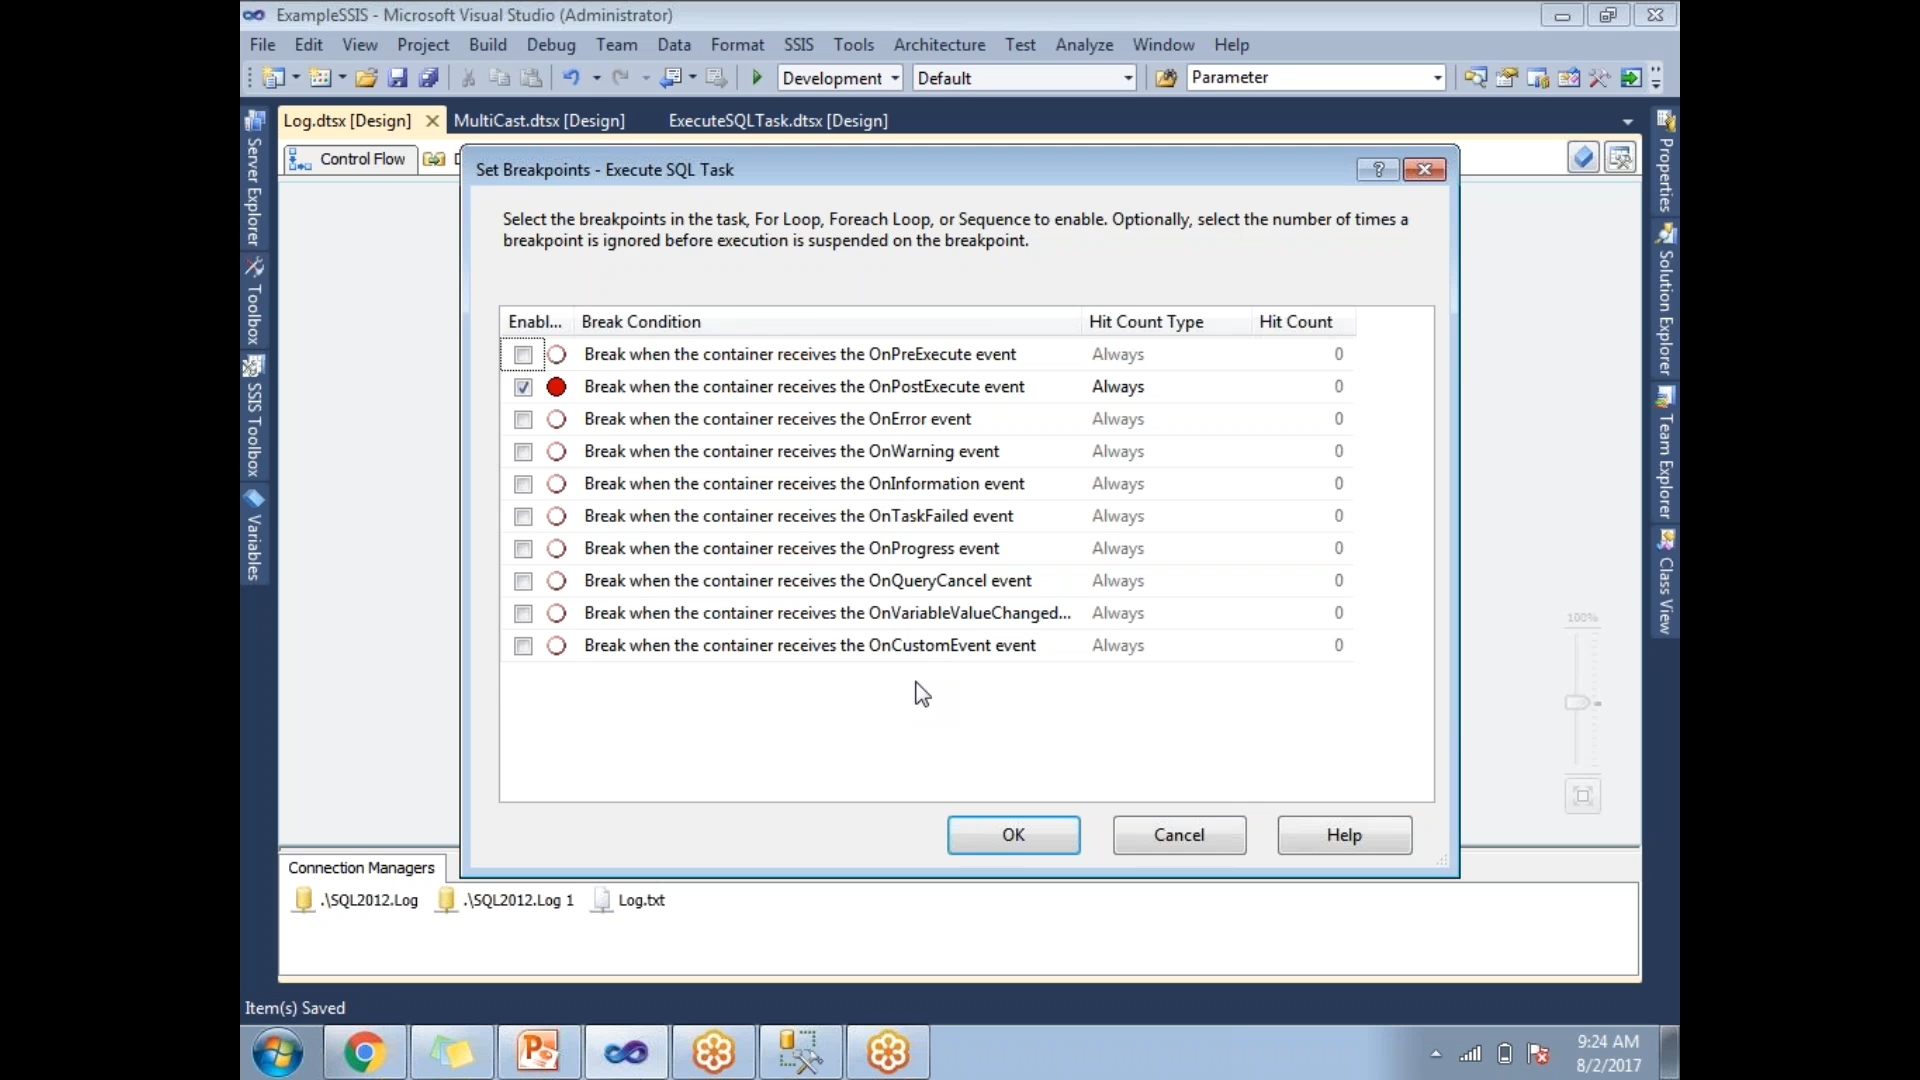 ExampleSSIS - Microsoft Visual Studio (Administrator)
File Edit View Project Build Debug Team Data Format SSIS Tools Architecture Test Analyze Window Help
Development Default Parameter
Log.dtsx [Design] MultiCast.dtsx [Design] ExecuteSQLTask.dtsx [Design]
Control Flow D
Server Explorer
Toolbox
SSIS Toolbox
Variables
Set Breakpoints - Execute SQL Task
?
Select the breakpoints in the task, For Loop, Foreach Loop, or Sequence to enable. Optionally, select the number of times a
breakpoint is ignored before execution is suspended on the breakpoint.
Enabl... Break Condition Hit Count Type Hit Count
Break when the container receives the OnPreExecute event Always 0
Break when the container receives the OnPostExecute event Always 0
Break when the container receives the OnError event Always 0
Break when the container receives the OnWarning event Always 0
Break when the container receives the OnInformation event Always 0
Break when the container receives the OnTaskFailed event Always 0
Break when the container receives the OnProgress event Always 0
Break when the container receives the OnQueryCancel event Always 0
Break when the container receives the OnVariableValueChanged... Always 0
Break when the container receives the OnCustomEvent event Always 0
OK Cancel Help
100%
Properties
Solution Explorer
Team Explorer
Class View
Connection Managers
.\SQL2012.Log .\SQL2012.Log 1 Log.txt
Item(s) Saved
9:24 AM
8/2/2017